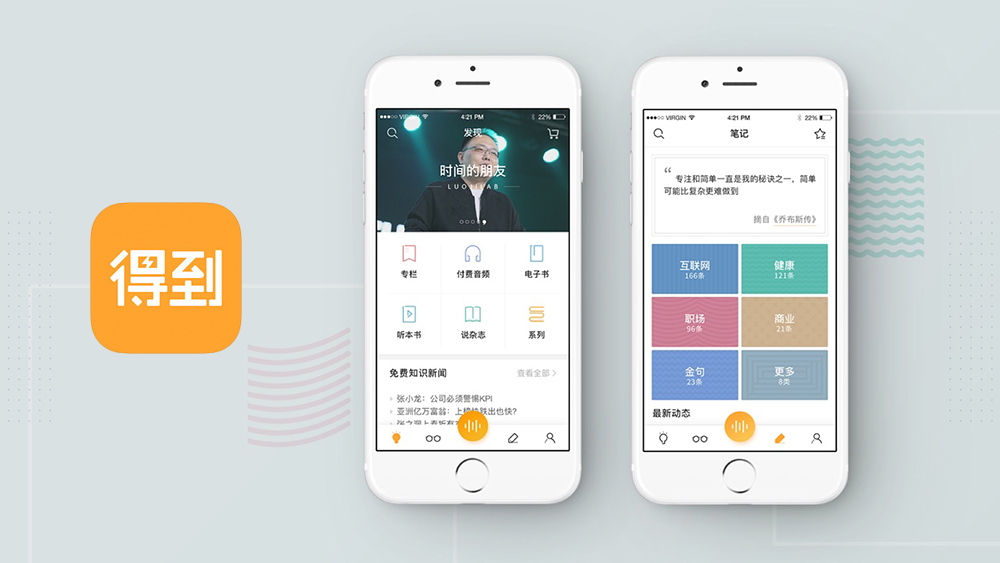 得到
VIRGIN
4:21 PM
22%
发现
时间的朋友
LUOJILAB
专栏
付费音频
电子书
听本书
说杂志
系列
免费知识新闻
查看全部
张小龙：公司必须警惕KPI
亚洲亿万富翁：上榜快跌出也快?
VIRGIN
4:21 PM
22%
笔记
“
专注和简单一直是我的秘诀之一，简单
可能比复杂更难做到
摘自《乔布斯传》
互联网
166条
健康
121条
职场
96条
商业
21条
金句
23条
更多
8类
最新动态